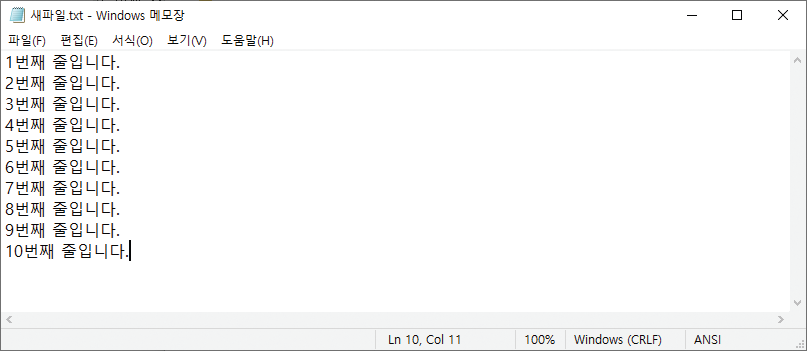 새파일.txt - Windows 메모장
파일(F) 편집(E) 서식(O) 보기(V) 도움말(H)
1번째 줄입니다.
2번째 줄입니다.
3번째 줄입니다.
4번째 줄입니다.
5번째 줄입니다.
6번째 줄입니다.
7번째 줄입니다.
8번째 줄입니다.
9번째 줄입니다.
10번째 줄입니다.
Ln 10, Col 11 100% Windows (CRLF) ANSI